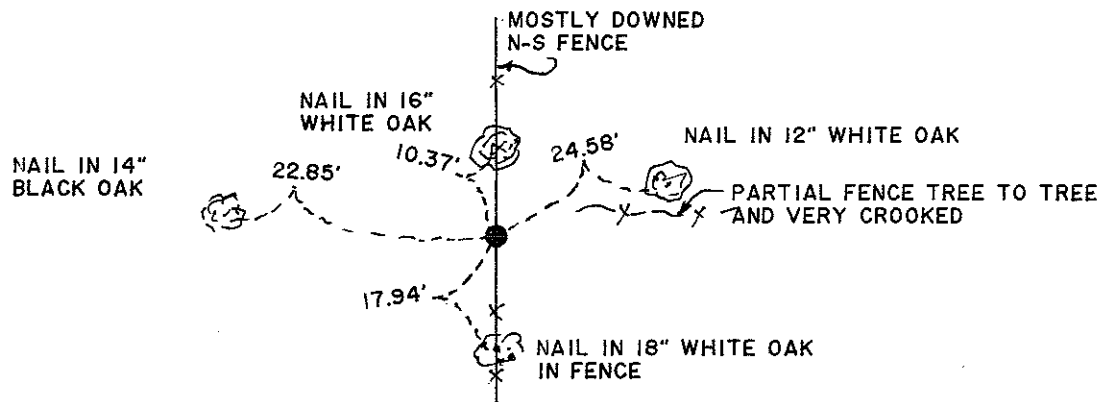 MOSTLY DOWNED
N-S FENCE
NAIL IN 16"
WHITE OAK
10.37'
24.58'
NAIL IN 12" WHITE OAK
NAIL IN 14"
BLACK OAK
22.85'
PARTIAL FENCE TREE TO TREE
AND VERY CROOKED
17.94'
NAIL IN 18" WHITE OAK
IN FENCE